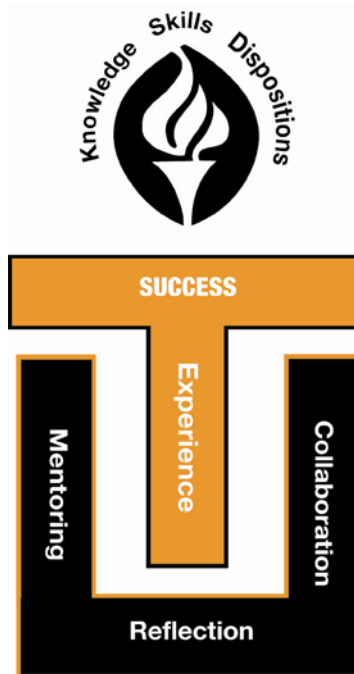 Knowledge Skills Dispositions
SUCCESS
Experience
Mentoring
Collaboration
Reflection